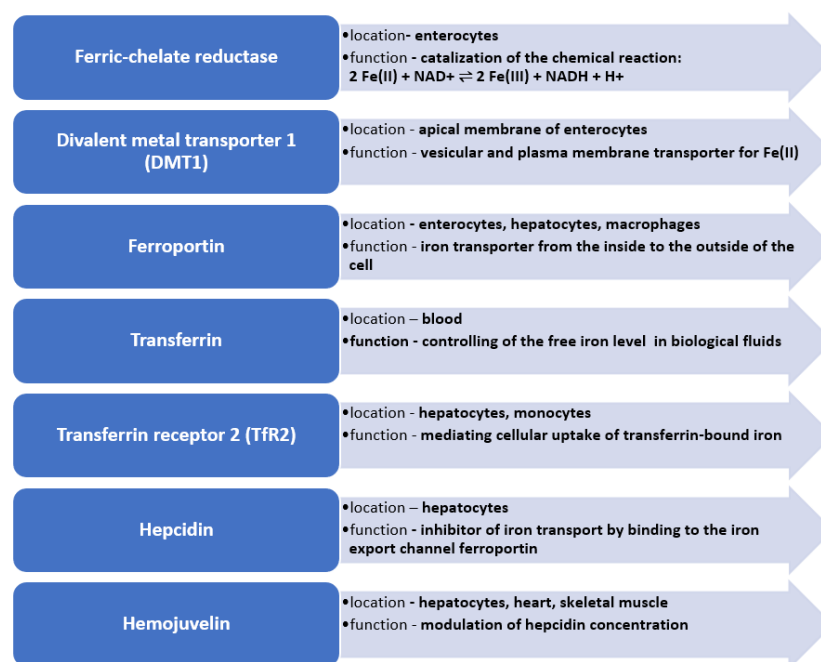 Ferric-chelate reductase
•location- enterocytes
•function - catalization of the chemical reaction:
2 Fe(II) + NAD+ ⇌ 2 Fe(III) + NADH + H+
Divalent metal transporter 1
(DMT1)
•location - apical membrane of enterocytes
•function - vesicular and plasma membrane transporter for Fe(II)
Ferroportin
•location - enterocytes, hepatocytes, macrophages
•function - iron transporter from the inside to the outside of the
cell
Transferrin
•location – blood
•function - controlling of the free iron level in biological fluids
Transferrin receptor 2 (TfR2)
•location - hepatocytes, monocytes
•function - mediating cellular uptake of transferrin-bound iron
Hepcidin
•location – hepatocytes
•function - inhibitor of iron transport by binding to the iron
export channel ferroportin
Hemojuvelin
•location - hepatocytes, heart, skeletal muscle
•function - modulation of hepcidin concentration